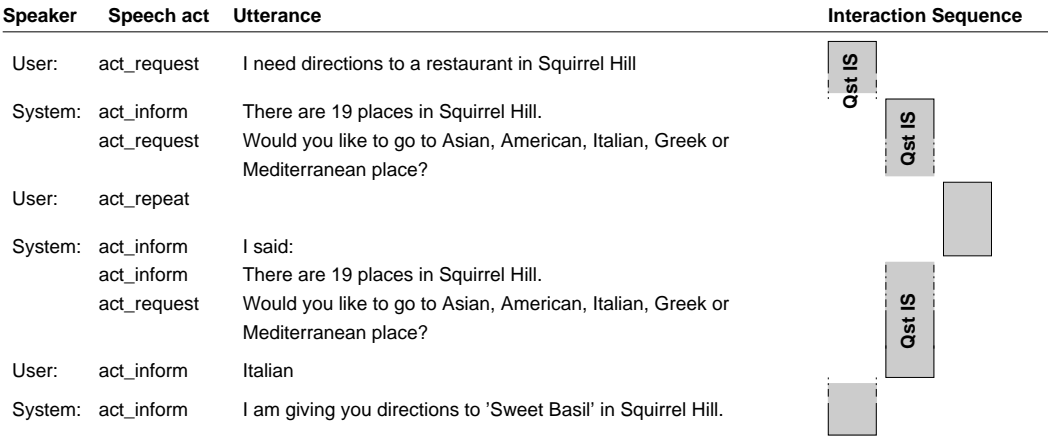 Speaker Speech act Utterance Interaction Sequence
User: act_request I need directions to a restaurant in Squirrel Hill Qst IS
System: act_inform There are 19 places in Squirrel Hill. Qst IS
act_request Would you like to go to Asian, American, Italian, Greek or
Mediterranean place?
User: act_repeat
System: act_inform I said:
act_inform There are 19 places in Squirrel Hill.
act_request Would you like to go to Asian, American, Italian, Greek or Qst IS
Mediterranean place?
User: act_inform Italian
System: act_inform I am giving you directions to 'Sweet Basil' in Squirrel Hill.